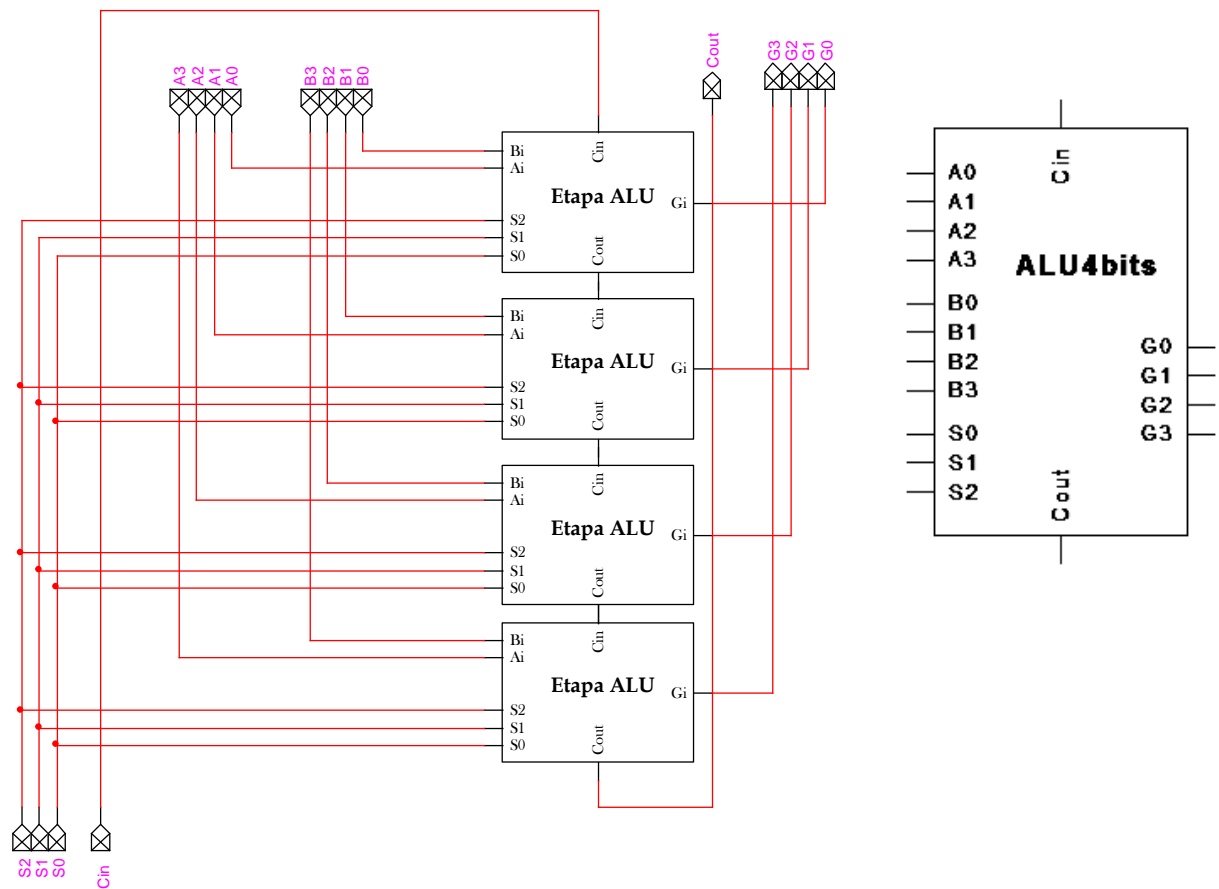 A3
A2
A1
A0
B3
B2
B1
B0
Cout
G3
G2
G1
G0
Bi
Ai
S2
S1
S0
Cin
Etapa ALU
Gi
Cout
Bi
Ai
S2
S1
S0
Cin
Etapa ALU
Gi
Cout
Bi
Ai
S2
S1
S0
Cin
Etapa ALU
Gi
Cout
Bi
Ai
S2
S1
S0
Cin
Etapa ALU
Gi
Cout
S2
S1
S0
Cin
Cin
A0
A1
A2
A3
ALU4bits
B0
B1
B2
B3
G0
G1
G2
G3
S0
S1
S2
Cout